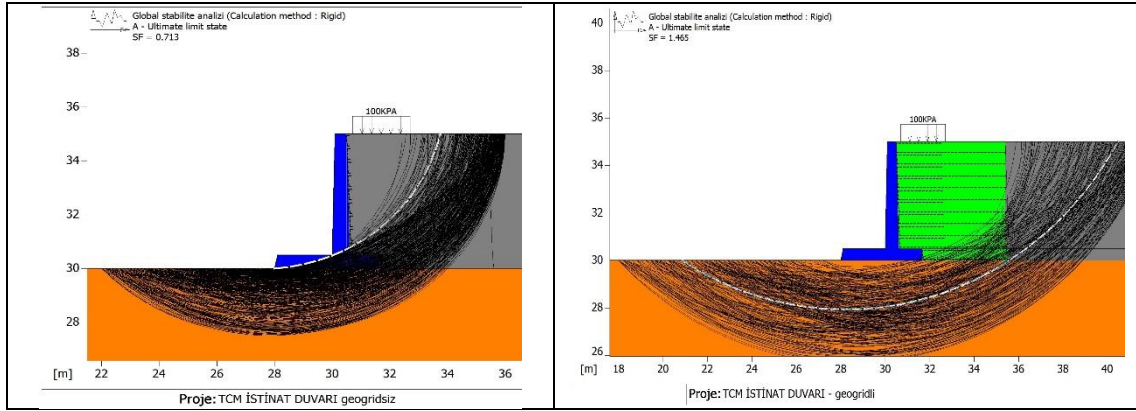 Global stabilite analizi (Calculation method : Rigid)
A - Ultimate limit state
SF = 0.713
38
36
34
32
30
28
100KPA
[m] 22 24 26 28 30 32 34 36
Proje: TCM İSTİNAT DUVARI geogridsiz
Global stabilite analizi (Calculation method : Rigid)
A - Ultimate limit state
SF = 1.465
40
38
36
34
32
30
28
26
100KPA
[m] 18 20 22 24 26 28 30 32 34 36 38 40
Proje: TCM İSTİNAT DUVARI - geogridli